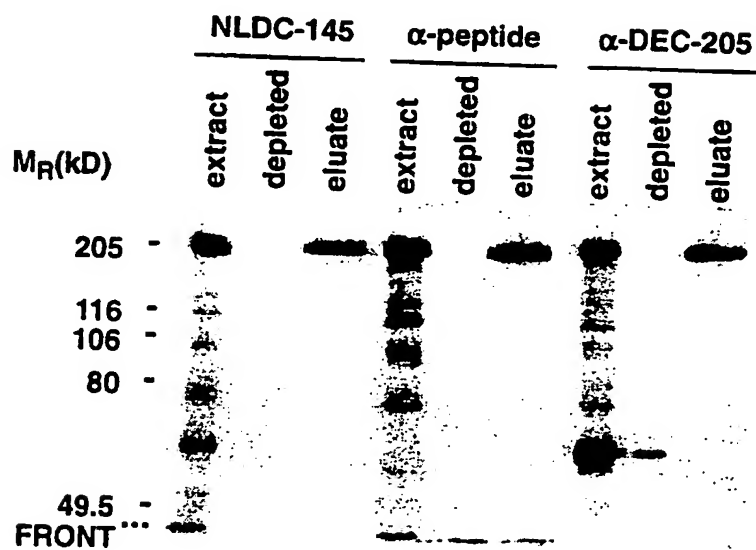 NLDC-145 α-peptide α-DEC-205
extract depleted eluate extract depleted eluate extract depleted eluate
MR(kD)
205 -
116 -
106 -
80 -
49.5 -
FRONT ...